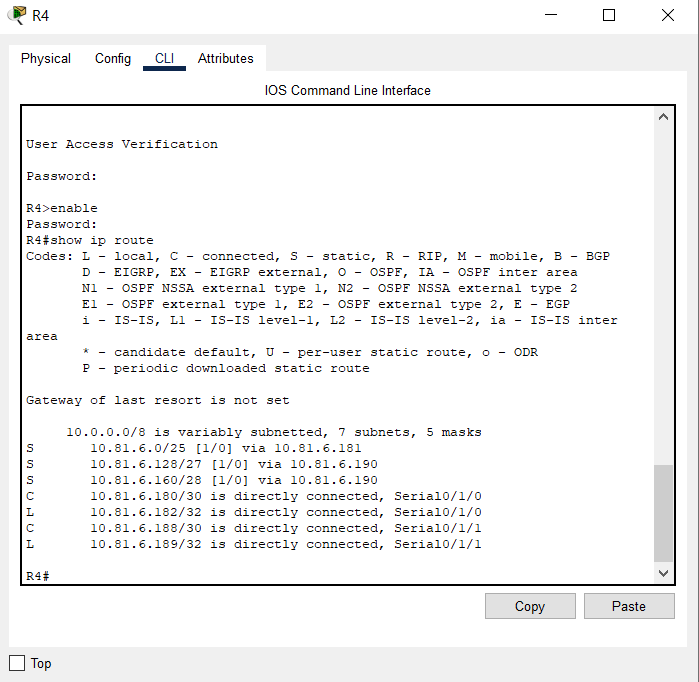 R4
Physical Config CLI Attributes
IOS Command Line Interface
User Access Verification
Password:
R4>enable
Password:
R4#show ip route
Codes: L - local, C - connected, S - static, R - RIP, M - mobile, B - BGP
D - EIGRP, EX - EIGRP external, O - OSPF, IA - OSPF inter area
N1 - OSPF NSSA external type 1, N2 - OSPF NSSA external type 2
E1 - OSPF external type 1, E2 - OSPF external type 2, E - EGP
i - IS-IS, L1 - IS-IS level-1, L2 - IS-IS level-2, ia - IS-IS inter
area
* - candidate default, U - per-user static route, o - ODR
P - periodic downloaded static route
Gateway of last resort is not set
10.0.0.0/8 is variably subnetted, 7 subnets, 5 masks
S 10.81.6.0/25 [1/0] via 10.81.6.181
S 10.81.6.128/27 [1/0] via 10.81.6.190
S 10.81.6.160/28 [1/0] via 10.81.6.190
C 10.81.6.180/30 is directly connected, Serial0/1/0
L 10.81.6.182/32 is directly connected, Serial0/1/0
C 10.81.6.188/30 is directly connected, Serial0/1/1
L 10.81.6.189/32 is directly connected, Serial0/1/1
R4#
Copy Paste
Top